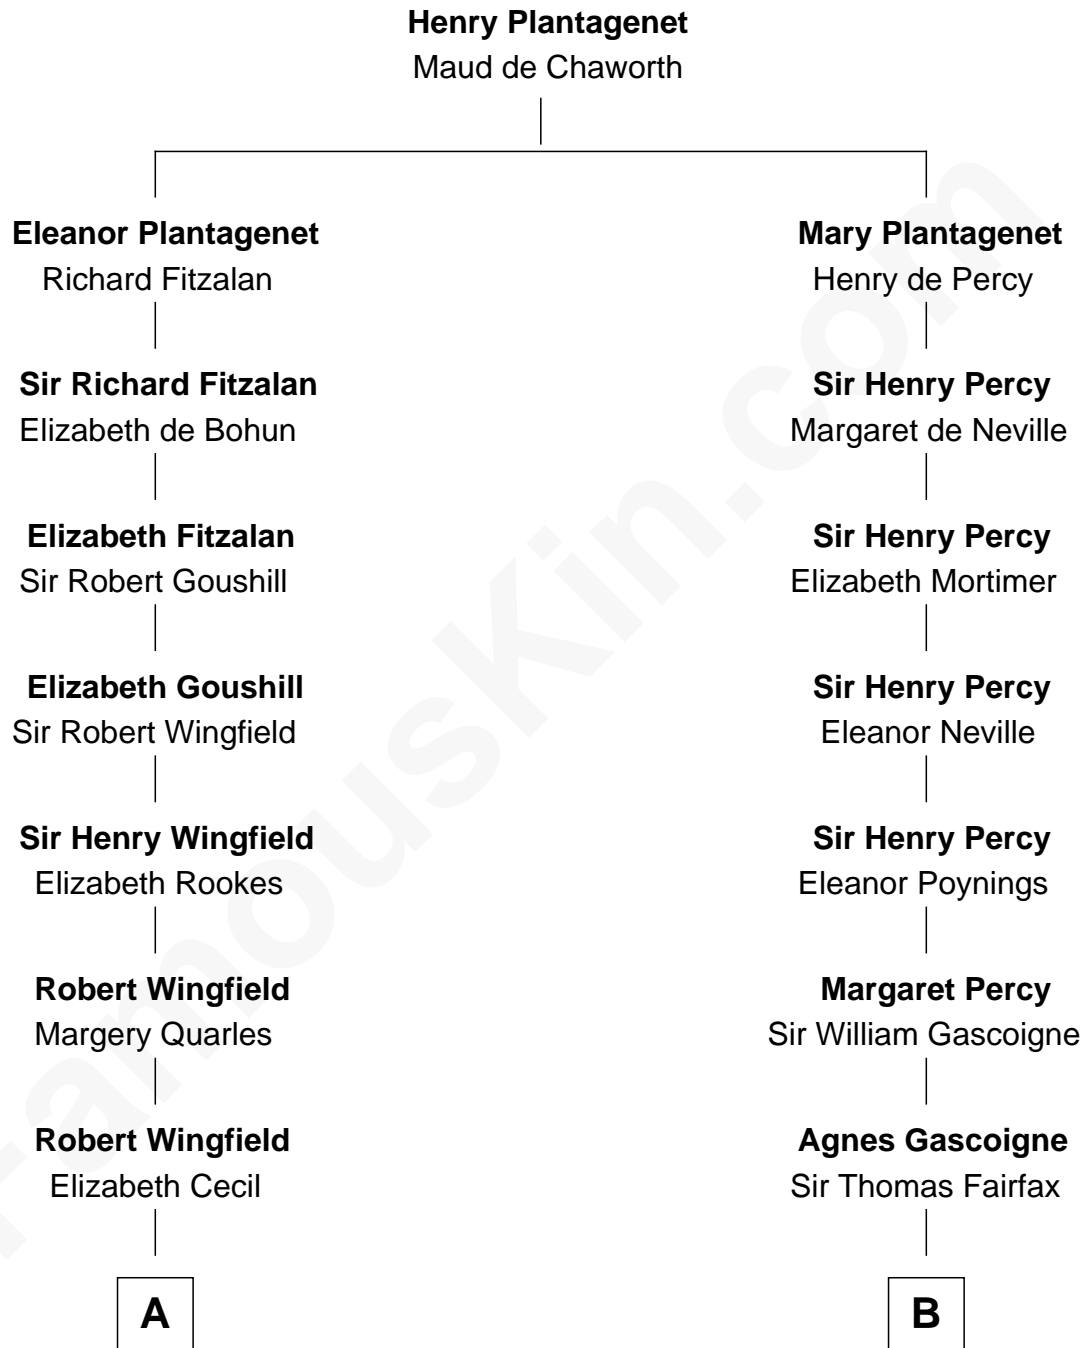 Henry Plantagenet
Maud de Chaworth
Eleanor Plantagenet
Richard Fitzalan
Mary Plantagenet
Henry de Percy
Sir Richard Fitzalan
Elizabeth de Bohun
Sir Henry Percy
Margaret de Neville
Elizabeth Fitzalan
Sir Robert Goushill
Sir Henry Percy
Elizabeth Mortimer
Elizabeth Goushill
Sir Robert Wingfield
Sir Henry Percy
Eleanor Neville
Sir Henry Wingfield
Elizabeth Rookes
Sir Henry Percy
Eleanor Poynings
Robert Wingfield
Margery Quarles
Margaret Percy
Sir William Gascoigne
Robert Wingfield
Elizabeth Cecil
Agnes Gascoigne
Sir Thomas Fairfax
A
B
FamousKin.com